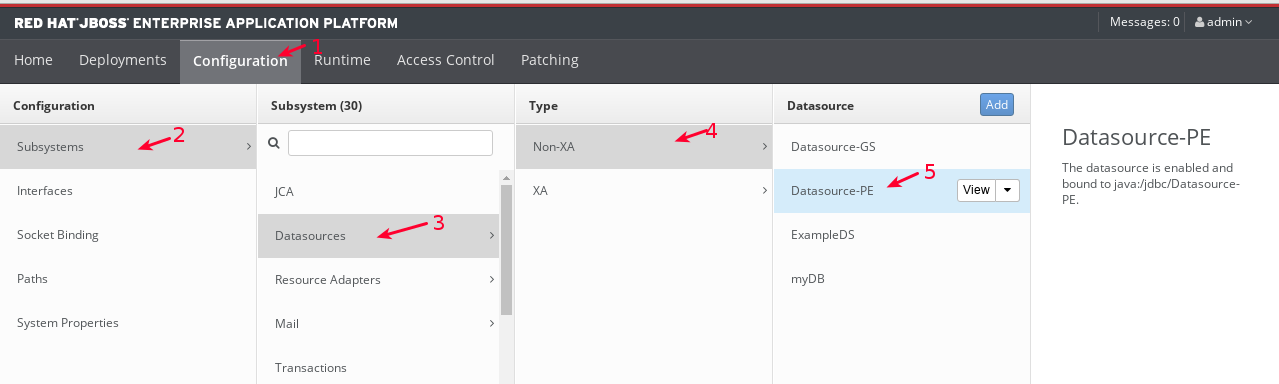 RED HAT JBOSS ENTERPRISE APPLICATION PLATFORM
Messages: 0
admin
Home
Deployments
Configuration
1
Runtime
Access Control
Patching
Configuration
Subsystems
2
Interfaces
Socket Binding
Paths
System Properties
Subsystem (30)
JCA
Datasources
3
Resource Adapters
Mail
Transactions
Type
Non-XA
4
XA
Datasource
Add
Datasource-GS
Datasource-PE
5
View
ExampleDS
myDB
Datasource-PE
The datasource is enabled and
bound to java:/jdbc/Datasource-
PE.